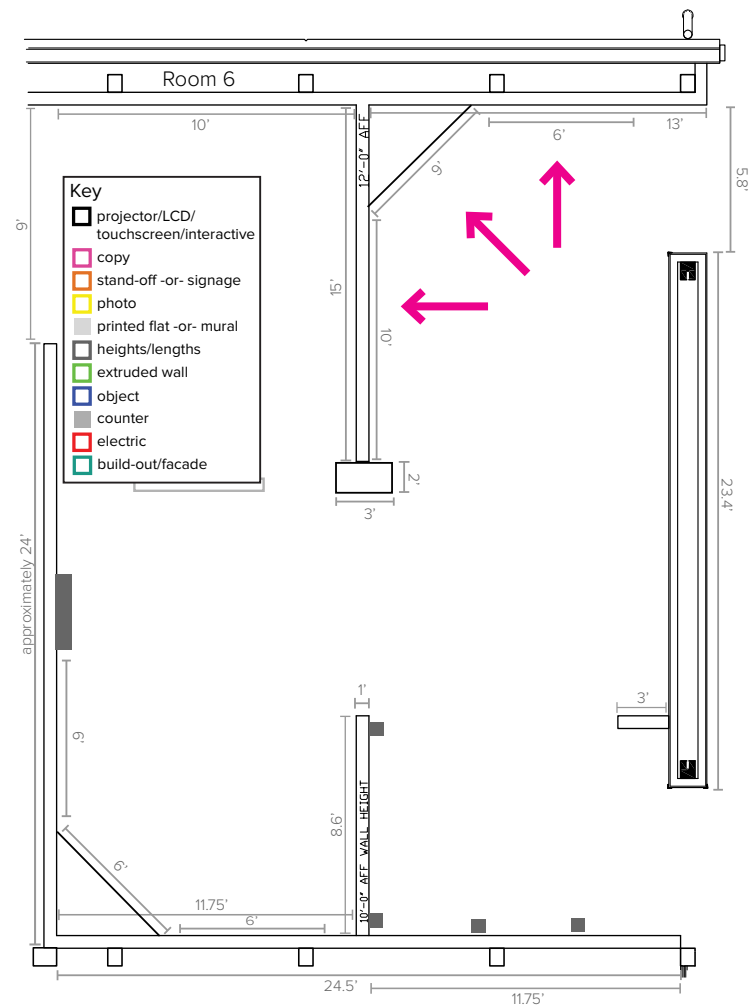 Room 6
10'
12'-0" AFF
6'
13'
9'
5.8'
9'
15'
10'
Key
projector/LCD/
touchscreen/interactive
copy
stand-off -or- signage
photo
printed flat -or- mural
heights/lengths
extruded wall
object
counter
electric
build-out/facade
2'
3'
23.4'
approximately 24'
1'
3'
6'
8.6'
10'-0" AFF WALL HEIGHT
6'
11.75'
6'
24.5'
11.75'